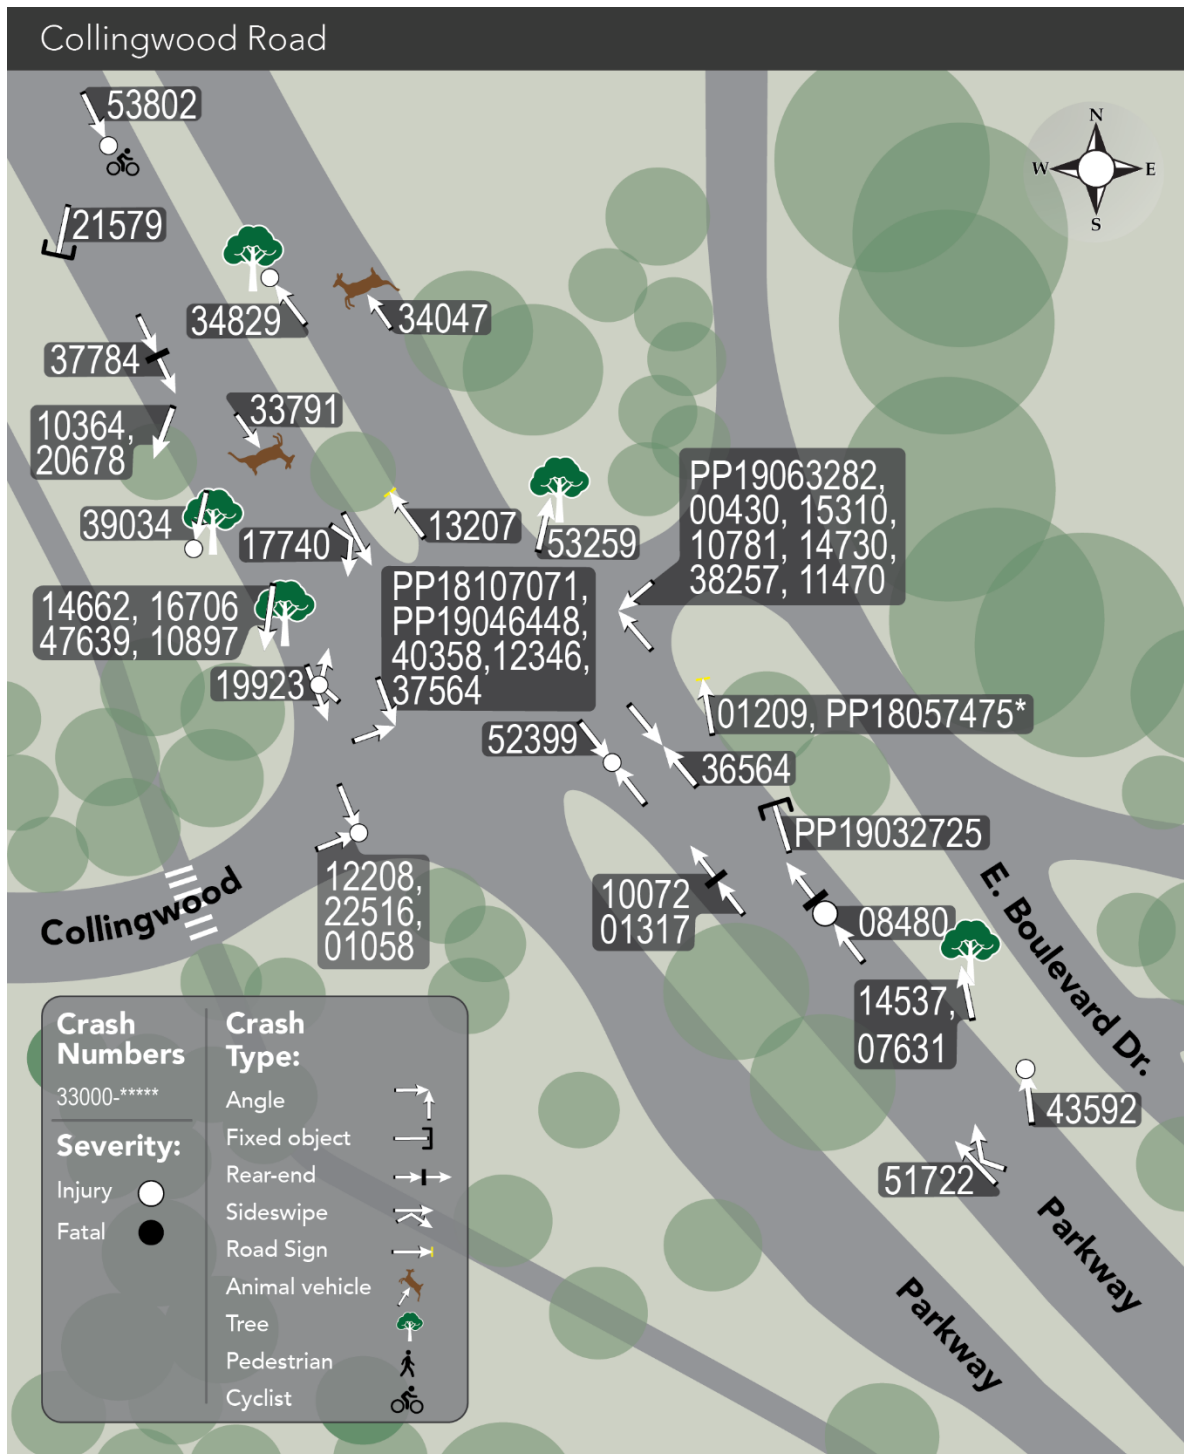 Collingwood Road
53802
N
W E
S
21579
34829
34047
37784
33791
10364,
20678
PP19063282,
00430, 15310,
10781, 14730,
38257, 11470
39034
17740
13207
53259
14662, 16706
47639, 10897
PP18107071,
PP19046448,
40358,12346,
37564
19923
01209, PP18057475*
52399
36564
PP19032725
12208,
22516,
01058
10072
01317
08480
Collingwood
E. Boulevard Dr.
14537,
07631
43592
51722
Parkway
Parkway
Crash
Numbers
33000-*****
Severity:
Injury
Fatal
Crash
Type:
Angle
Fixed object
Rear-end
Sideswipe
Road Sign
Animal vehicle
Tree
Pedestrian
Cyclist